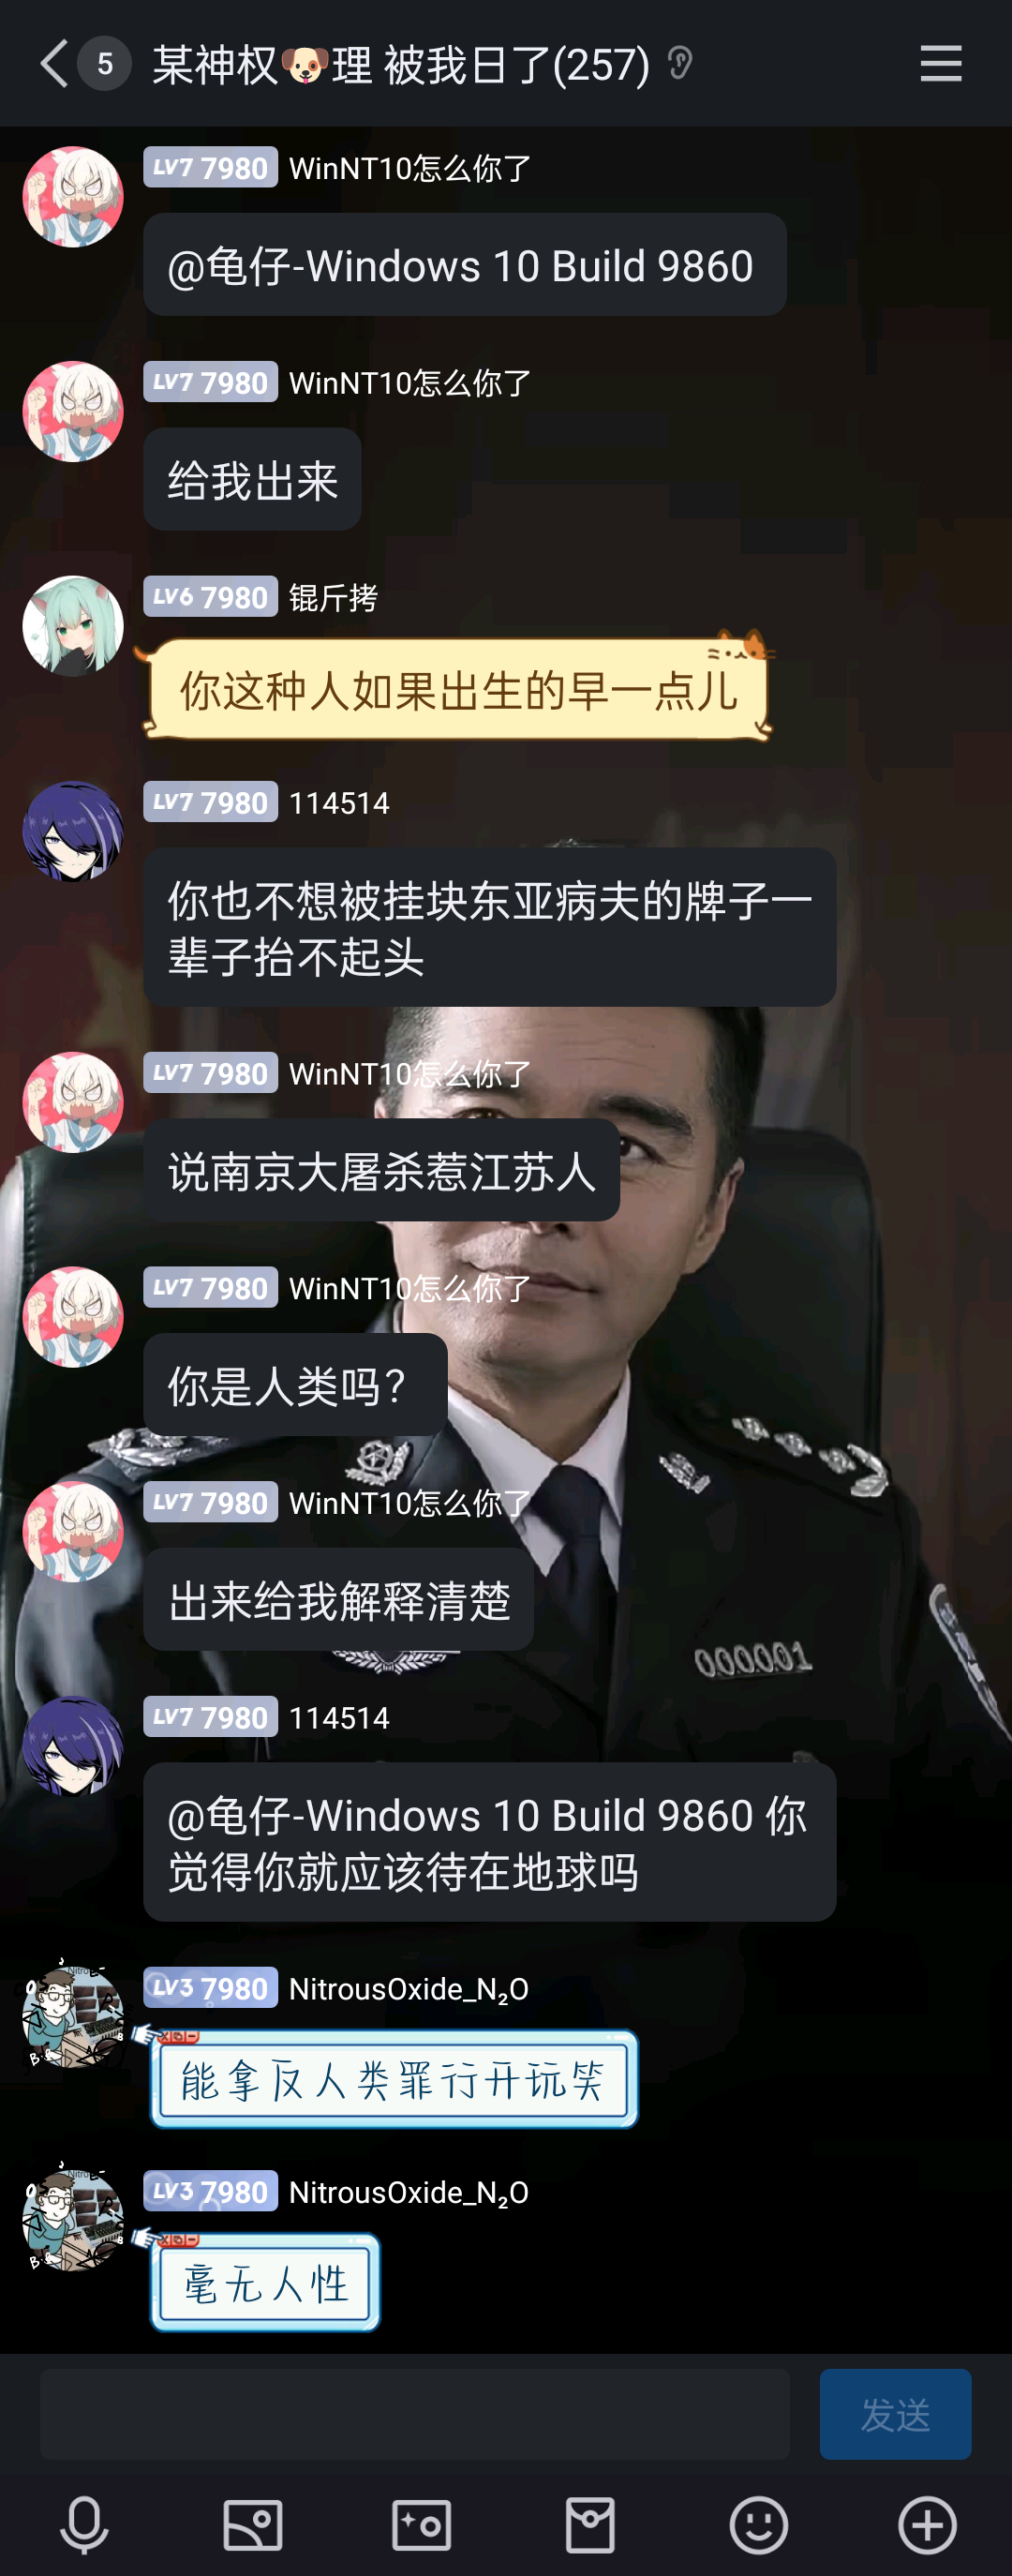 5
某神权🐶理 被我日了(257)
LV7 7980 WinNT10怎么你了
@龟仔-Windows 10 Build 9860
LV7 7980 WinNT10怎么你了
给我出来
LV6 7980 锟斤拷
你这种人如果出生的早一点儿
LV7 7980 114514
你也不想被挂块东亚病夫的牌子一
辈子抬不起头
LV7 7980 WinNT10怎么你了
说南京大屠杀惹江苏人
LV7 7980 WinNT10怎么你了
你是人类吗?
LV7 7980 WinNT10怎么你了
出来给我解释清楚
000001
LV7 7980 114514
@龟仔-Windows 10 Build 9860 你
觉得你就应该待在地球吗
LV3 7980 NitrousOxide_N₂O
能拿反人类罪行开玩笑
LV3 7980 NitrousOxide_N₂O
毫无人性
发送